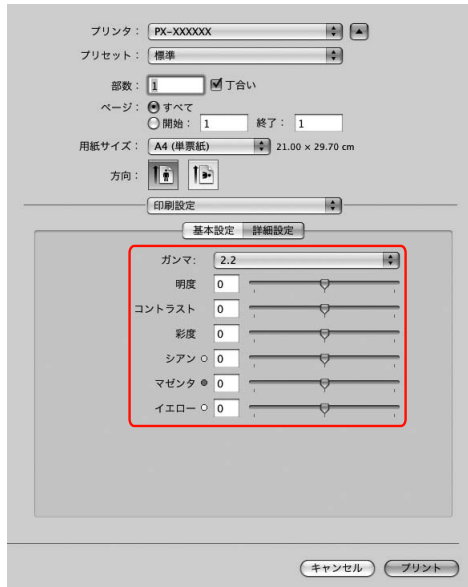 プリンタ： PX-XXXXXX
プリセット： 標準
部数： 1 丁合い
ページ： すべて
開始： 1 終了： 1
用紙サイズ： A4 (単票紙) 21.00 × 29.70 cm
方向：
印刷設定
基本設定 詳細設定
ガンマ： 2.2
明度 0
コントラスト 0
彩度 0
シアン 0
マゼンタ 0
イエロー 0
キャンセル プリント